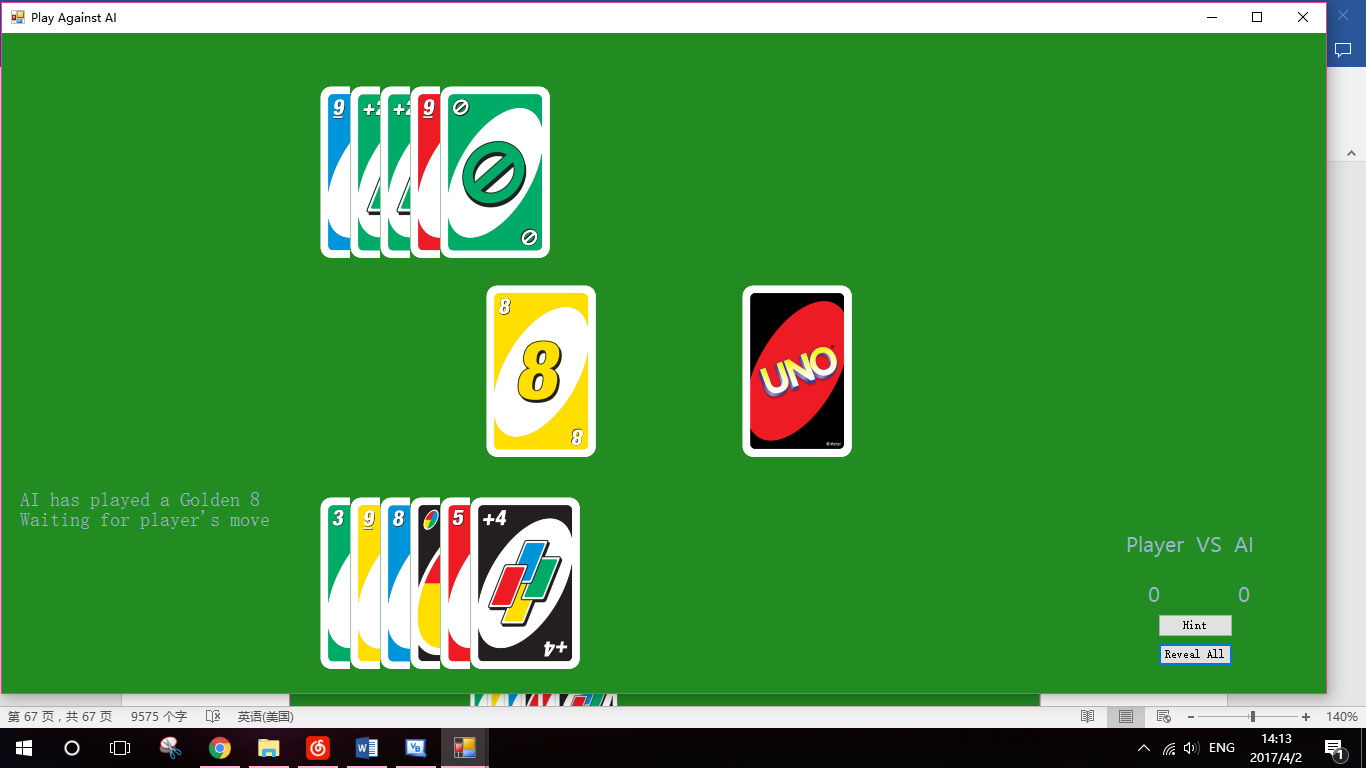 Play Against AI
9 +2 +2 9
8
8
UNO
AI has played a Golden 8
Waiting for player's move
3 9 8 5 +4
+4
Player VS AI
0 0
Hint
Reveal All
第 67 页，共 67 页 9575 个字 英语(美国) 140%
ENG
14:13
2017/4/2
1